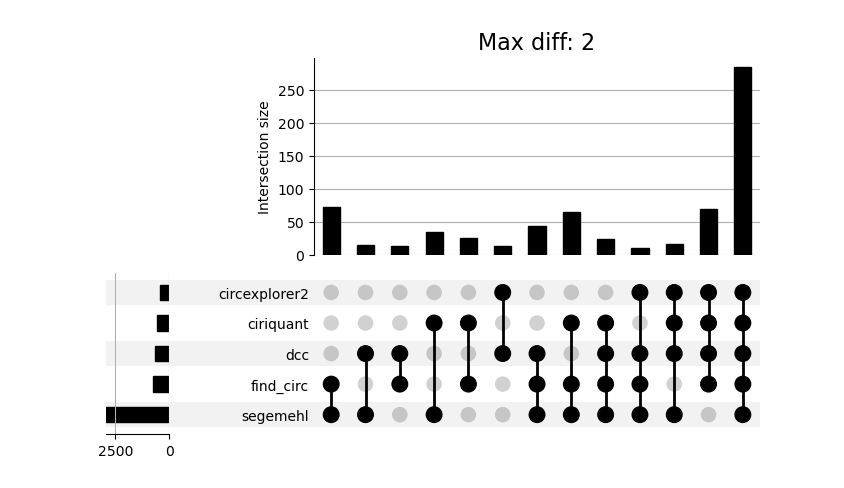 Max diff: 2
Intersection size
250
200
150
100
50
0
circexplorer2
ciriquant
dcc
find_circ
segemehl
2500 0